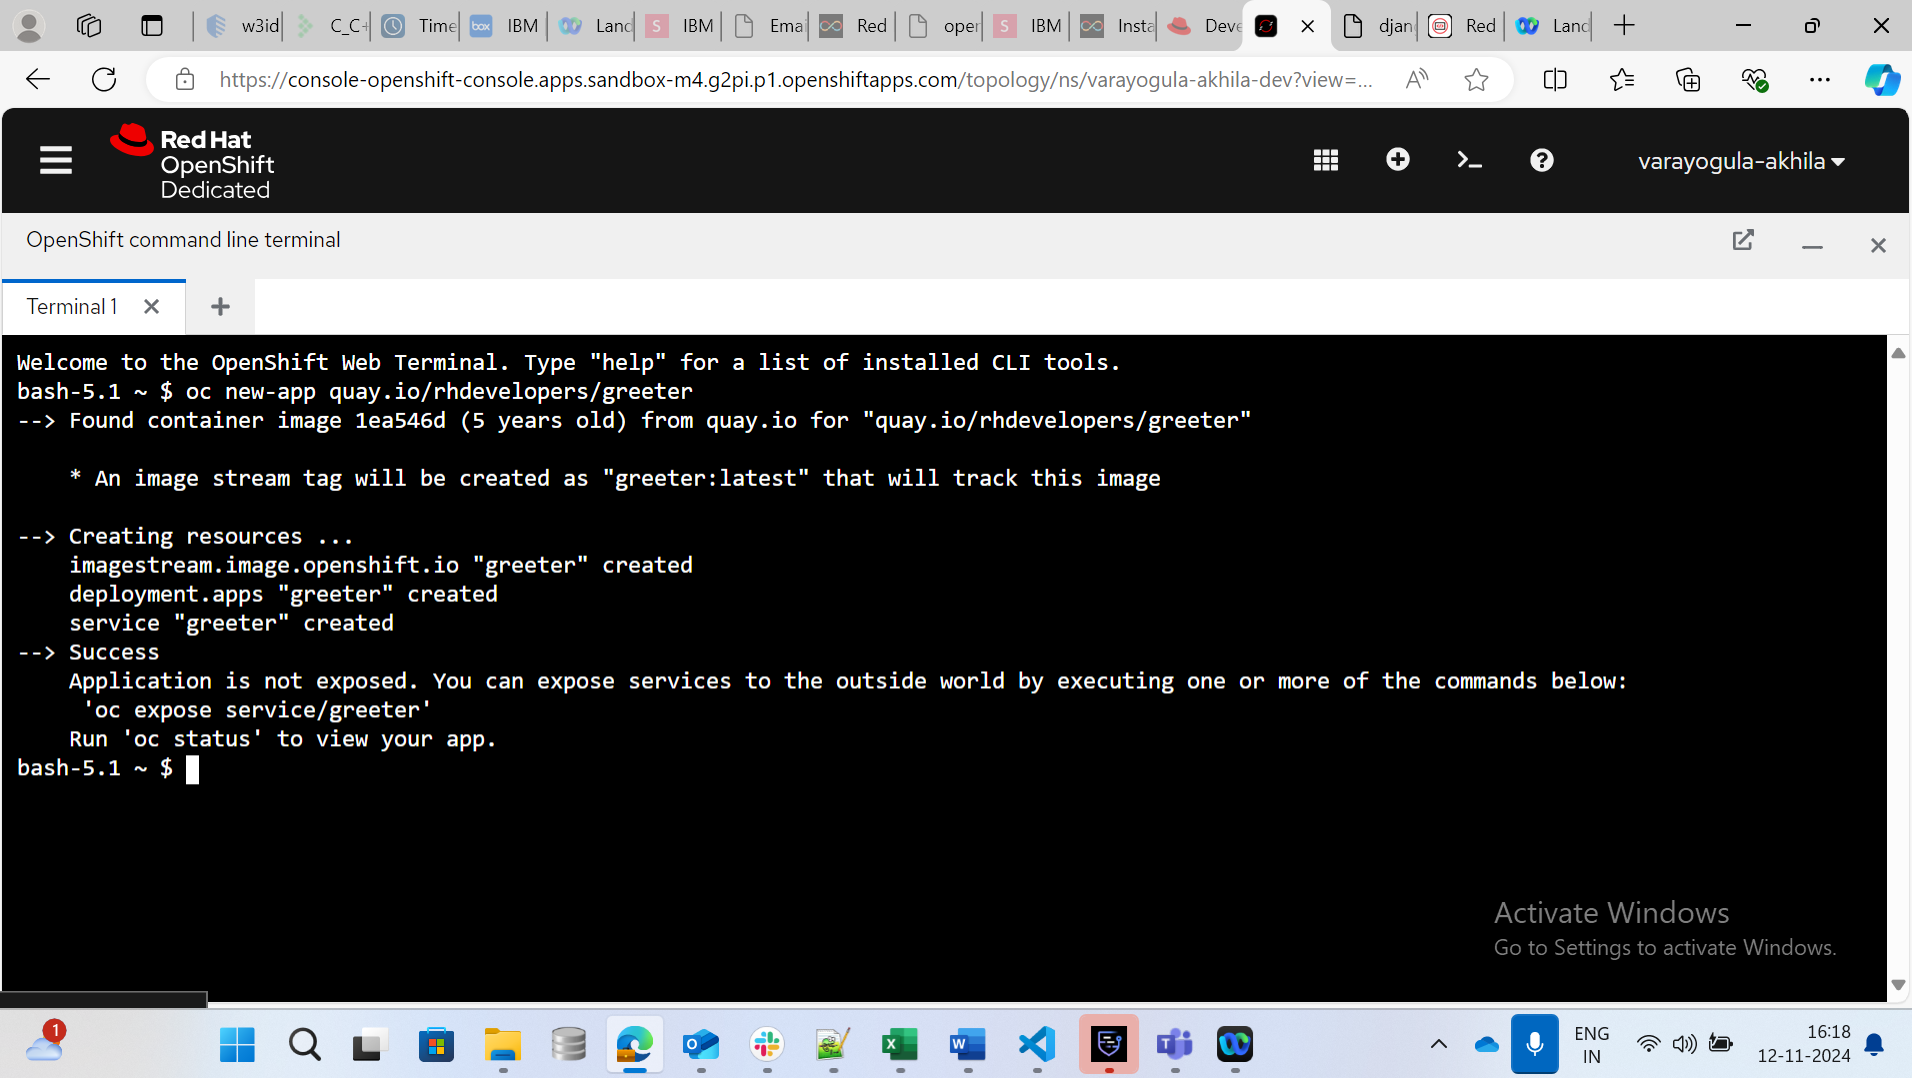 w3id
C_C+
Time
IBM
Land
IBM
Emai
Red
oper
IBM
Insta
Deve
djan
Red
Land
https://console-openshift-console.apps.sandbox-m4.g2pi.p1.openshiftapps.com/topology/ns/varayogula-akhila-dev?view=...
Red Hat
OpenShift
Dedicated
varayogula-akhila
OpenShift command line terminal
Terminal 1
Welcome to the OpenShift Web Terminal. Type "help" for a list of installed CLI tools.
bash-5.1 ~ $ oc new-app quay.io/rhdevelopers/greeter
--> Found container image 1ea546d (5 years old) from quay.io for "quay.io/rhdevelopers/greeter"
* An image stream tag will be created as "greeter:latest" that will track this image
--> Creating resources ...
imagestream.image.openshift.io "greeter" created
deployment.apps "greeter" created
service "greeter" created
--> Success
Application is not exposed. You can expose services to the outside world by executing one or more of the commands below:
'oc expose service/greeter'
Run 'oc status' to view your app.
bash-5.1 ~ $
Activate Windows
Go to Settings to activate Windows.
1
ENG
IN
16:18
12-11-2024